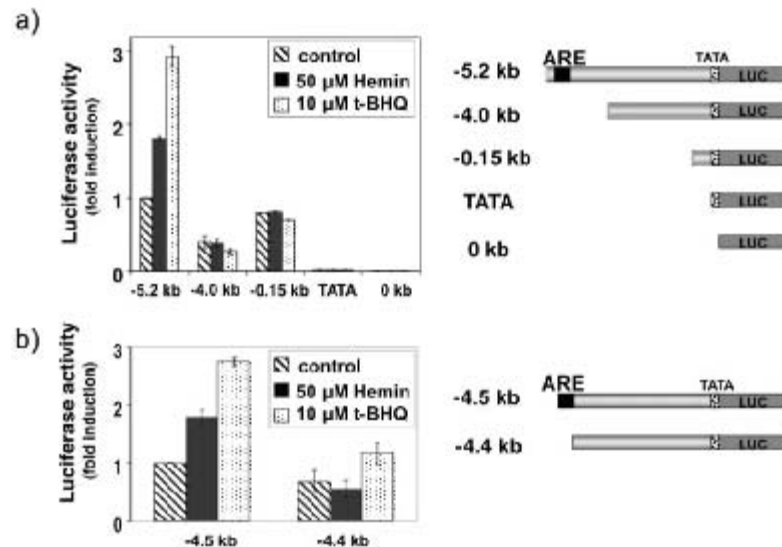 a)
Luciferase activity
(fold induction)
3
2
1
0
control
50 µM Hemin
10 µM t-BHQ
-5.2 kb -4.0 kb -0.15 kb TATA 0 kb
ARE TATA
-5.2 kb LUC
-4.0 kb LUC
-0.15 kb LUC
TATA LUC
0 kb LUC
b)
Luciferase activity
(fold induction)
3
2
1
0
control
50 µM Hemin
10 µM t-BHQ
-4.5 kb -4.4 kb
ARE TATA
-4.5 kb LUC
-4.4 kb LUC